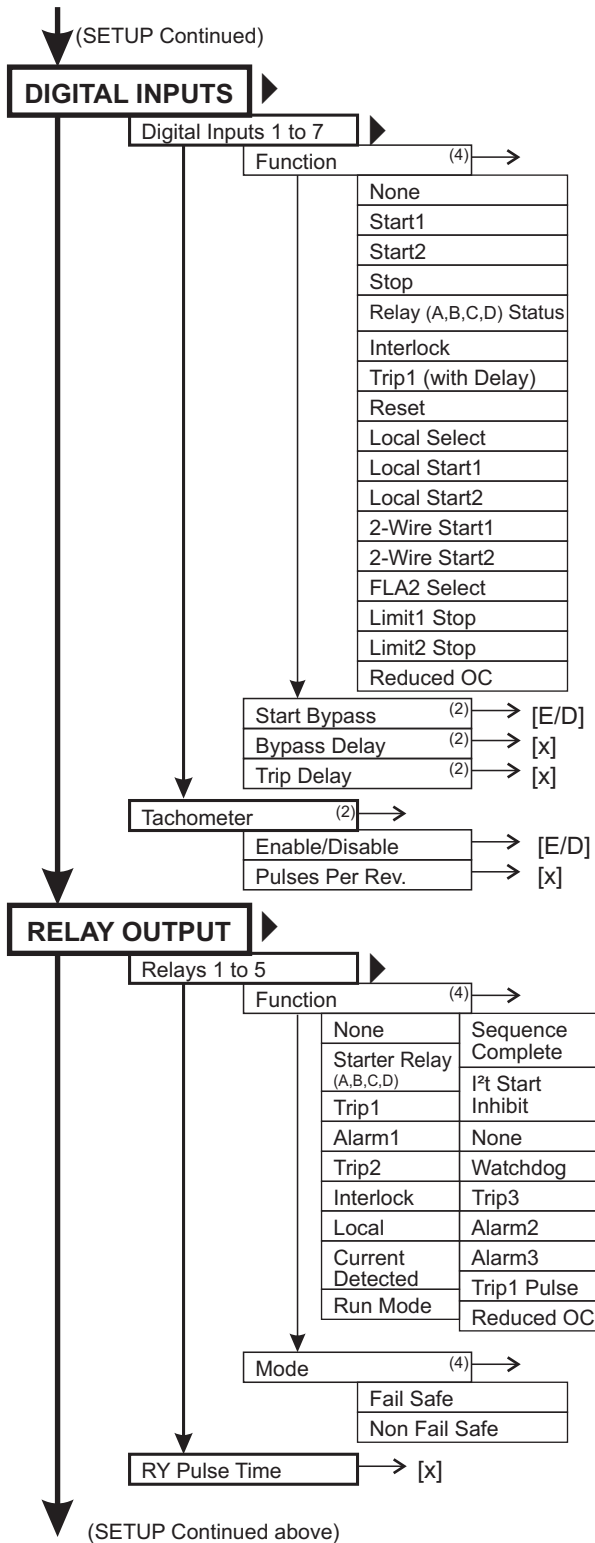 (SETUP Continued)
DIGITAL INPUTS
Digital Inputs 1 to 7
Function (4)
None
Start1
Start2
Stop
Relay (A,B,C,D) Status
Interlock
Trip1 (with Delay)
Reset
Local Select
Local Start1
Local Start2
2-Wire Start1
2-Wire Start2
FLA2 Select
Limit1 Stop
Limit2 Stop
Reduced OC
Start Bypass (2) [E/D]
Bypass Delay (2) [x]
Trip Delay (2) [x]
Tachometer (2)
Enable/Disable [E/D]
Pulses Per Rev. [x]
RELAY OUTPUT
Relays 1 to 5
Function (4)
None
Starter Relay
(A,B,C,D)
Trip1
Alarm1
Trip2
Interlock
Local
Current
Detected
Run Mode
Sequence
Complete
I²t Start
Inhibit
None
Watchdog
Trip3
Alarm2
Alarm3
Trip1 Pulse
Reduced OC
Mode (4)
Fail Safe
Non Fail Safe
RY Pulse Time [x]
(SETUP Continued above)